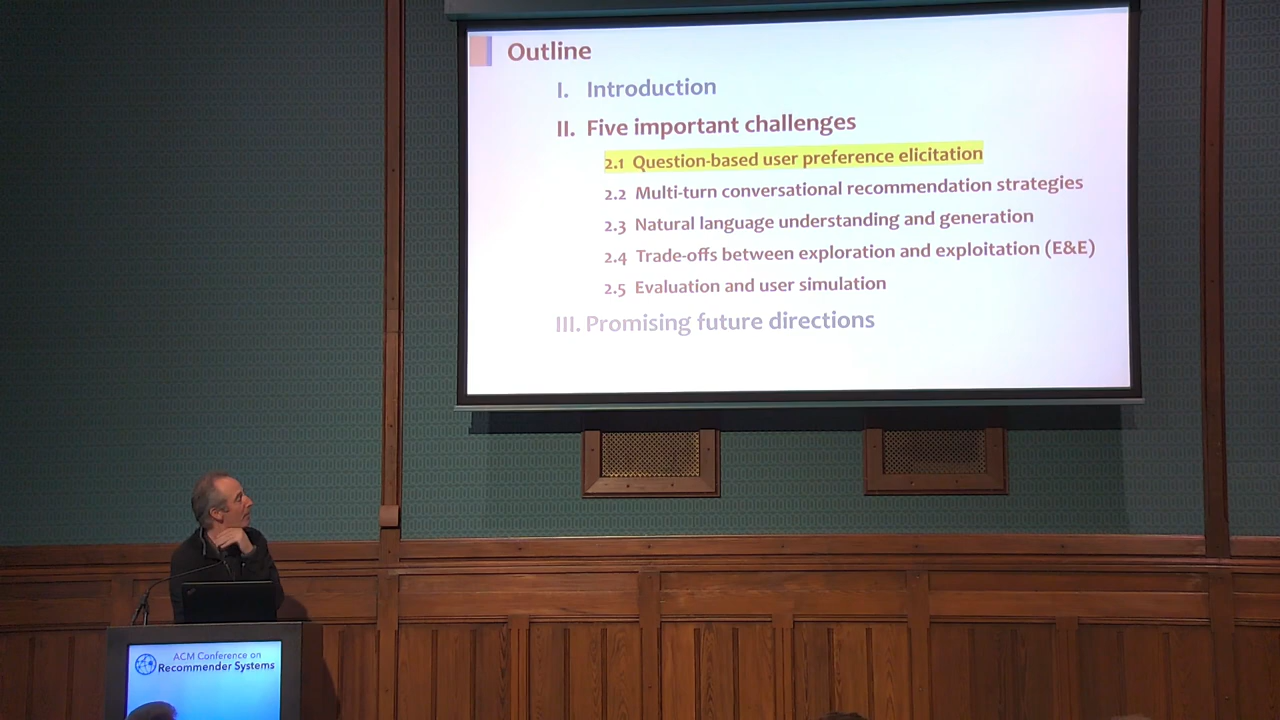 Outline
I. Introduction
II. Five important challenges
2.1 Question-based user preference elicitation
2.2 Multi-turn conversational recommendation strategies
2.3 Natural language understanding and generation
2.4 Trade-offs between exploration and exploitation (E&E)
2.5 Evaluation and user simulation
III. Promising future directions
ACM Conference on
Recommender Systems